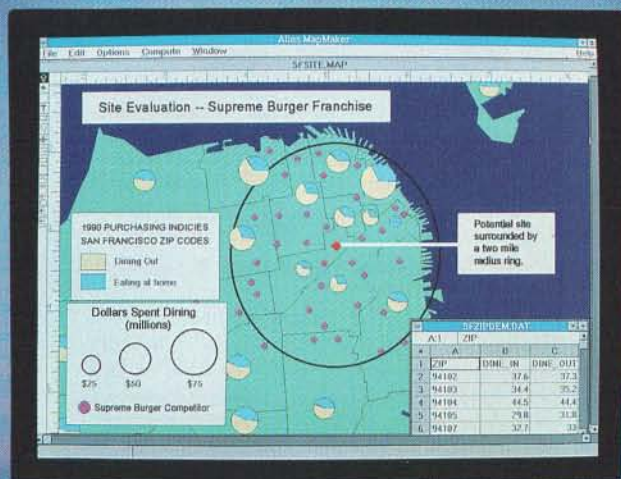 Atlas MapMaker
File Edit Options Compute Window Help
SFSITE.MAP
Site Evaluation -- Supreme Burger Franchise
1990 PURCHASING INDICIES
SAN FRANCISCO ZIP CODES
Dining Out
Eating at home
Dollars Spent Dining
(millions)
$25 $50 $75
Supreme Burger Competitor
Potential site
surrounded by
a two mile
radius ring.
SFZIPDEM.DAT
A:1 ZIP
A B C
1 ZIP DINE_IN DINE_OUT
2 94102 37.6 37.3
3 94103 34.4 35.2
4 94104 44.5 44.4
5 94105 29.8 31.8
6 94107 32.7 33